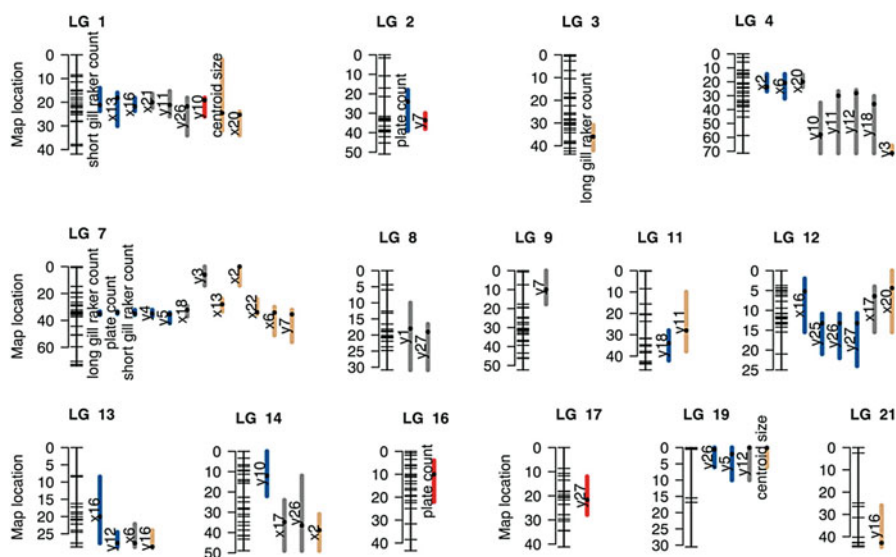 LG 1
LG 2
LG 3
LG 4
Map location
0
10
20
30
40
short gill raker count
x13
x16
x21
y11
y26
y10
centroid size
x20
0
10
20
30
40
50
plate count
y7
0
10
20
30
40
long gill raker count
0
10
20
30
40
50
60
70
x2
x6
x20
y10
y11
y12
y18
y3
LG 7
LG 8
LG 9
LG 11
LG 12
Map location
0
20
40
60
long gill raker count
plate count
short gill raker count
y4
y5
x18
y3
x13
x2
x22
x6
y7
0
5
10
15
20
25
30
y1
y27
0
10
20
30
40
50
y7
0
10
20
30
40
y18
y11
0
5
10
15
20
25
x16
y25
y26
y27
x17
x20
LG 13
LG 14
LG 16
LG 17
LG 19
LG 21
Map location
0
5
10
15
20
25
x16
y12
x6
y16
0
10
20
30
40
50
y10
x17
y26
x2
0
10
20
30
40
plate count
Map location
0
10
20
30
40
y27
0
5
10
15
20
25
30
y26
y5
y12
centroid size
0
10
20
30
40
y16